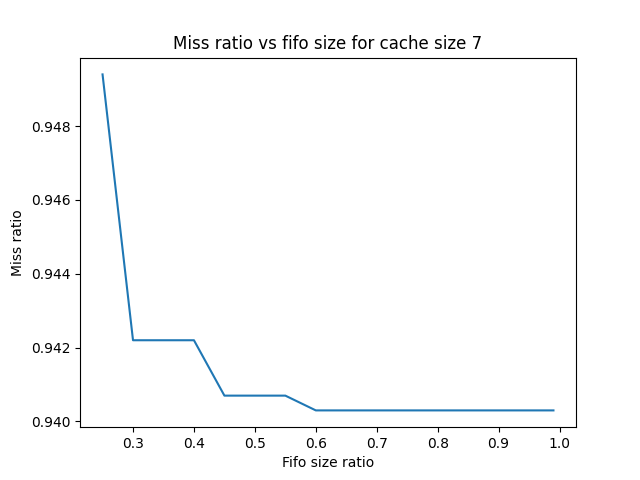 Miss ratio vs fifo size for cache size 7
0.948
0.946
0.944
0.942
0.940
Miss ratio
0.3 0.4 0.5 0.6 0.7 0.8 0.9 1.0
Fifo size ratio